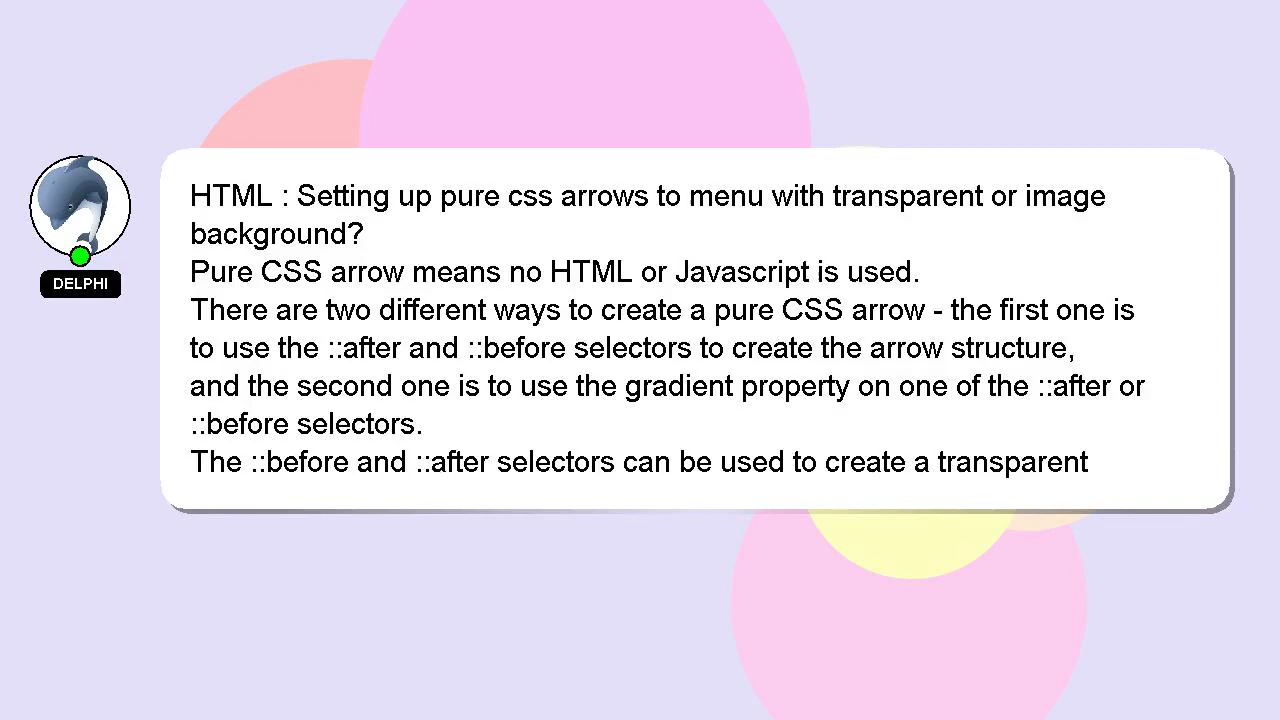 DELPHI
HTML : Setting up pure css arrows to menu with transparent or image
background?
Pure CSS arrow means no HTML or Javascript is used.
There are two different ways to create a pure CSS arrow - the first one is
to use the ::after and ::before selectors to create the arrow structure,
and the second one is to use the gradient property on one of the ::after or
::before selectors.
The ::before and ::after selectors can be used to create a transparent